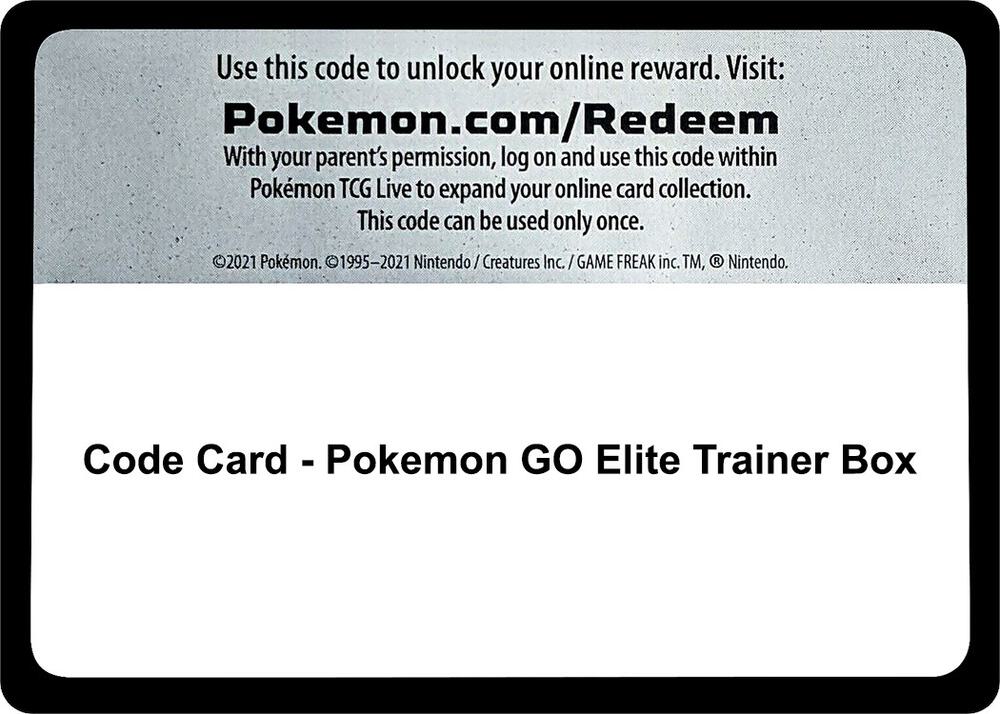 Use this code to unlock your online reward. Visit:
Pokemon.com/Redeem
With your parent's permission, log on and use this code within
Pokémon TCG Live to expand your online card collection.
This code can be used only once.
©2021 Pokémon. ©1995–2021 Nintendo / Creatures Inc. / GAME FREAK inc. TM, ® Nintendo.
Code Card - Pokemon GO Elite Trainer Box